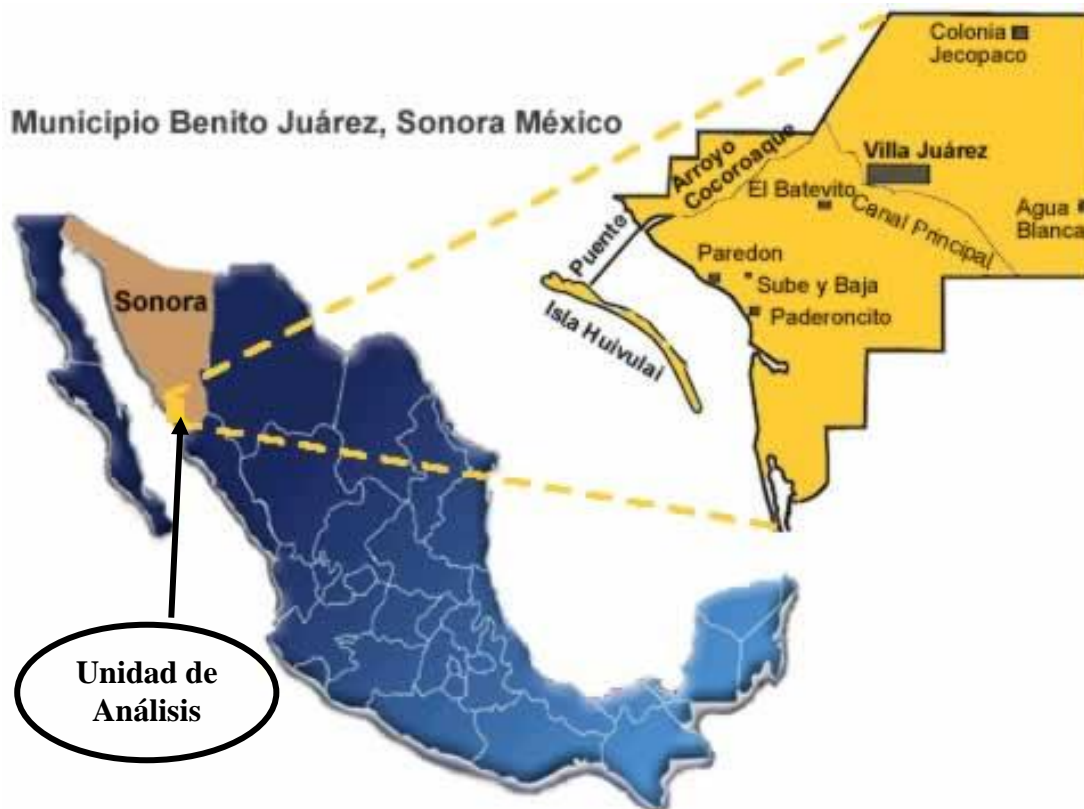 Municipio Benito Juárez, Sonora México
Colonia
Jecopaco
Arroyo
Cocoroaque
Villa Juárez
El Batevito
Canal Principal
Agua
Blanca
Puente
Paredon
Sube y Baja
Paderoncito
Isla Huivulai
Sonora
Unidad de
Análisis